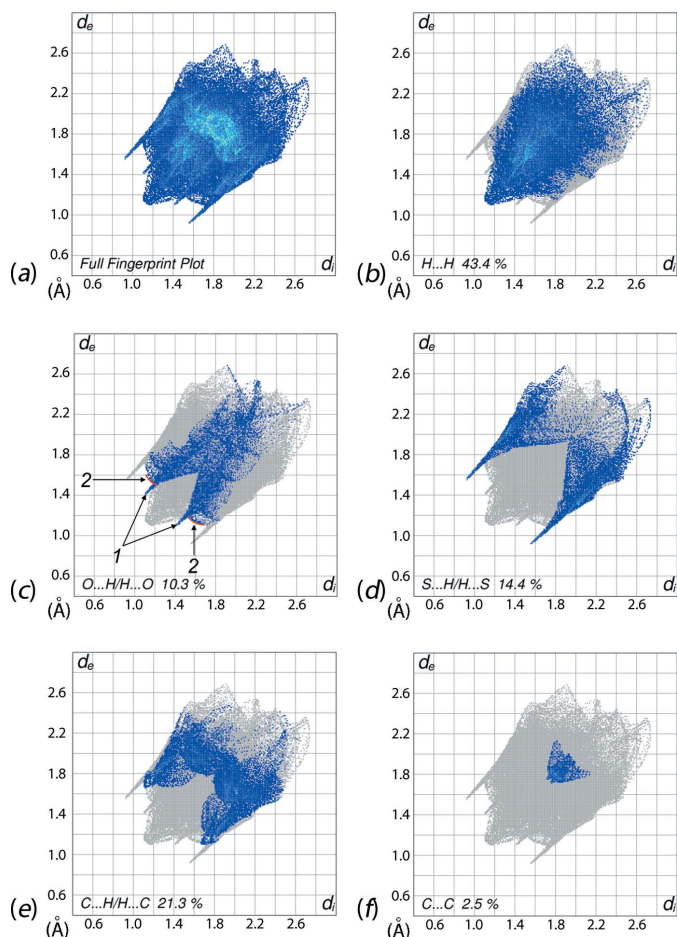 de
2.6
2.2
1.8
1.4
1.0
0.6
Full Fingerprint Plot
di
(a)
(Å)
0.6 1.0 1.4 1.8 2.2 2.6
de
2.6
2.2
1.8
1.4
1.0
0.6
H...H 43.4 %
di
(b)
(Å)
0.6 1.0 1.4 1.8 2.2 2.6
de
2.6
2.2
1.8
2
1.4
1.0
1
2
0.6
O...H/H...O 10.3 %
di
(c)
(Å)
0.6 1.0 1.4 1.8 2.2 2.6
de
2.6
2.2
1.8
1.4
1.0
0.6
S...H/H...S 14.4 %
di
(d)
(Å)
0.6 1.0 1.4 1.8 2.2 2.6
de
2.6
2.2
1.8
1.4
1.0
0.6
C...H/H...C 21.3 %
di
(e)
(Å)
0.6 1.0 1.4 1.8 2.2 2.6
de
2.6
2.2
1.8
1.4
1.0
0.6
C...C 2.5 %
di
(f)
(Å)
0.6 1.0 1.4 1.8 2.2 2.6